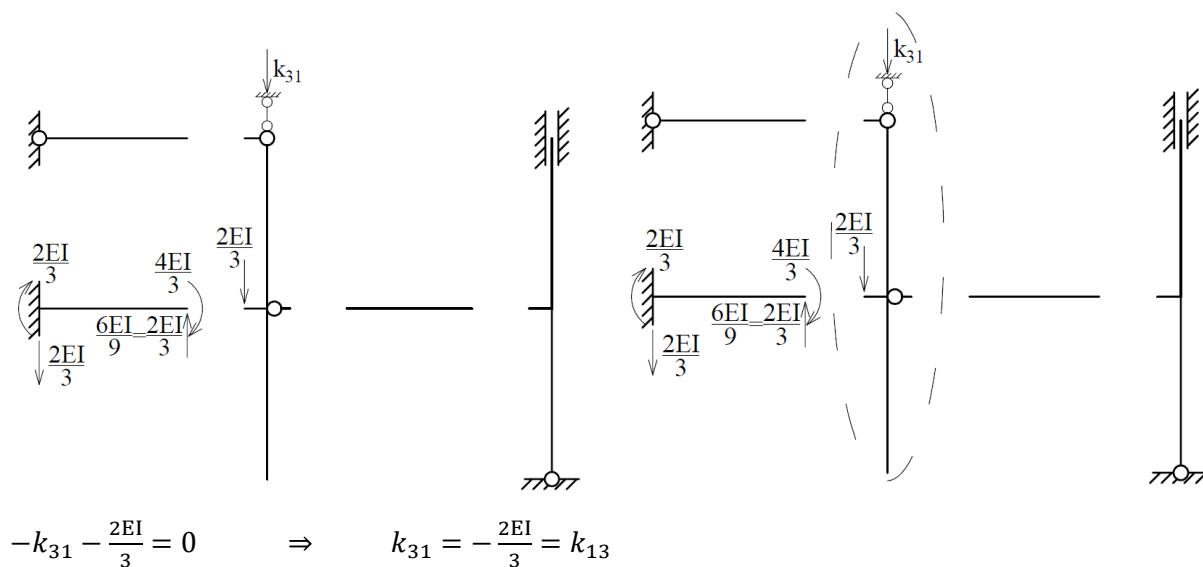 k₃₁
k₃₁
2EI/3
4EI/3
2EI/3
6EI/9=2EI/3
2EI/3
2EI/3
4EI/3
2EI/3
6EI/9=2EI/3
2EI/3
−k₃₁ − 2EI/3 = 0 ⇒ k₃₁ = − 2EI/3 = k₁₃